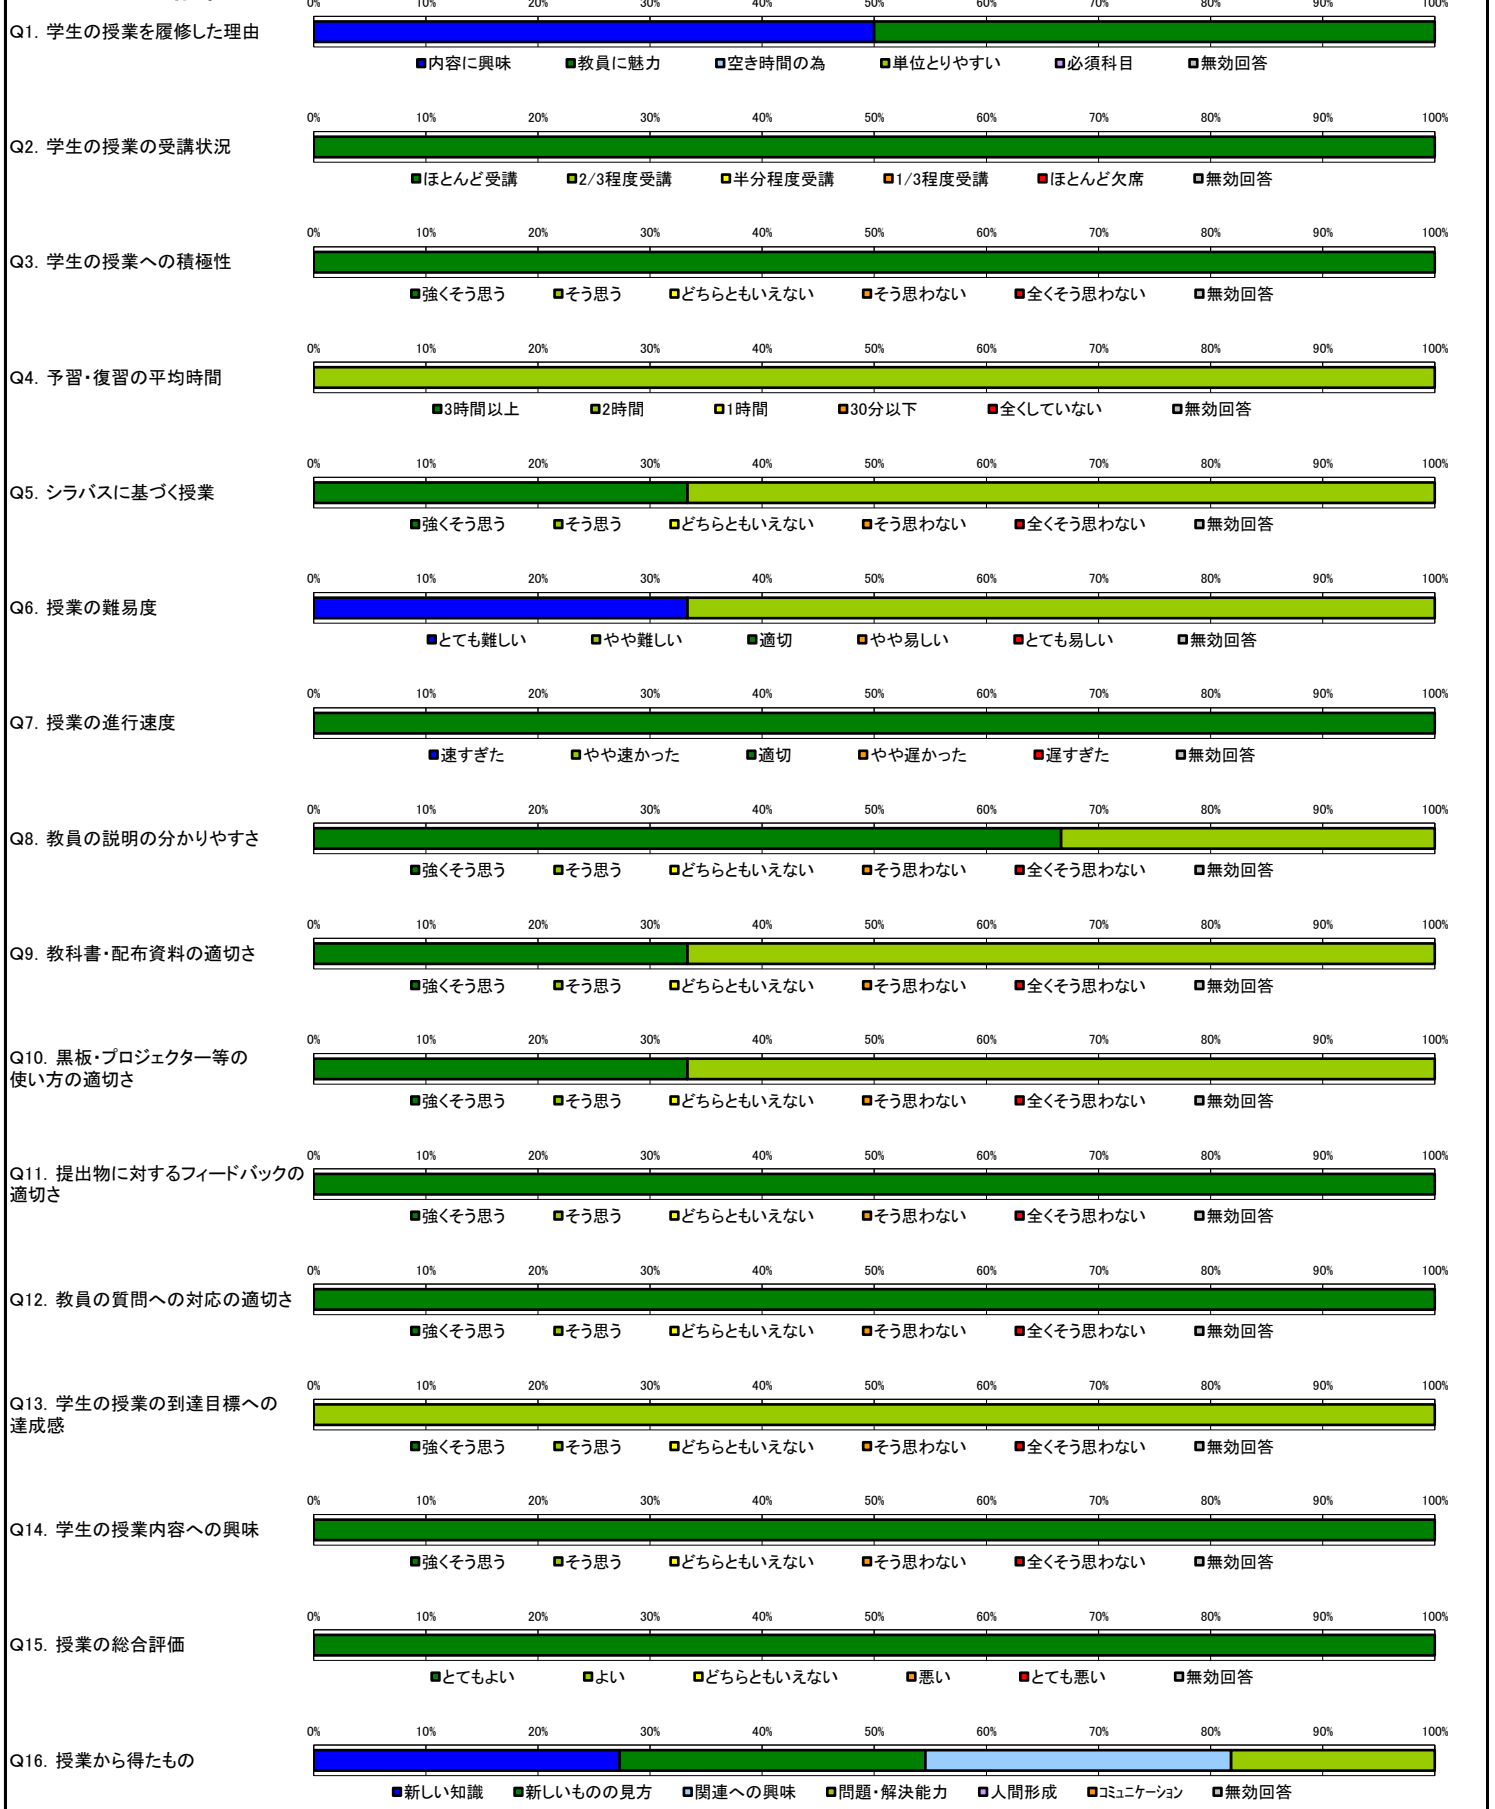 0% 10% 20% 30% 40% 50% 60% 70% 80% 90% 100%
Q1. 学生の授業を履修した理由
内容に興味 教員に魅力 空き時間の為 単位とりやすい 必須科目 無効回答
0% 10% 20% 30% 40% 50% 60% 70% 80% 90% 100%
Q2. 学生の授業の受講状況
ほとんど受講 2/3程度受講 半分程度受講 1/3程度受講 ほとんど欠席 無効回答
0% 10% 20% 30% 40% 50% 60% 70% 80% 90% 100%
Q3. 学生の授業への積極性
強くそう思う そう思う どちらともいえない そう思わない 全くそう思わない 無効回答
0% 10% 20% 30% 40% 50% 60% 70% 80% 90% 100%
Q4. 予習・復習の平均時間
3時間以上 2時間 1時間 30分以下 全くしていない 無効回答
0% 10% 20% 30% 40% 50% 60% 70% 80% 90% 100%
Q5. シラバスに基づく授業
強くそう思う そう思う どちらともいえない そう思わない 全くそう思わない 無効回答
0% 10% 20% 30% 40% 50% 60% 70% 80% 90% 100%
Q6. 授業の難易度
とても難しい やや難しい 適切 やや易しい とても易しい 無効回答
0% 10% 20% 30% 40% 50% 60% 70% 80% 90% 100%
Q7. 授業の進行速度
速すぎた やや速かった 適切 やや遅かった 遅すぎた 無効回答
0% 10% 20% 30% 40% 50% 60% 70% 80% 90% 100%
Q8. 教員の説明の分かりやすさ
強くそう思う そう思う どちらともいえない そう思わない 全くそう思わない 無効回答
0% 10% 20% 30% 40% 50% 60% 70% 80% 90% 100%
Q9. 教科書・配布資料の適切さ
強くそう思う そう思う どちらともいえない そう思わない 全くそう思わない 無効回答
0% 10% 20% 30% 40% 50% 60% 70% 80% 90% 100%
Q10. 黒板・プロジェクター等の
使い方の適切さ
強くそう思う そう思う どちらともいえない そう思わない 全くそう思わない 無効回答
0% 10% 20% 30% 40% 50% 60% 70% 80% 90% 100%
Q11. 提出物に対するフィードバックの
適切さ
強くそう思う そう思う どちらともいえない そう思わない 全くそう思わない 無効回答
0% 10% 20% 30% 40% 50% 60% 70% 80% 90% 100%
Q12. 教員の質問への対応の適切さ
強くそう思う そう思う どちらともいえない そう思わない 全くそう思わない 無効回答
0% 10% 20% 30% 40% 50% 60% 70% 80% 90% 100%
Q13. 学生の授業の到達目標への
達成感
強くそう思う そう思う どちらともいえない そう思わない 全くそう思わない 無効回答
0% 10% 20% 30% 40% 50% 60% 70% 80% 90% 100%
Q14. 学生の授業内容への興味
強くそう思う そう思う どちらともいえない そう思わない 全くそう思わない 無効回答
0% 10% 20% 30% 40% 50% 60% 70% 80% 90% 100%
Q15. 授業の総合評価
とてもよい よい どちらともいえない 悪い とても悪い 無効回答
0% 10% 20% 30% 40% 50% 60% 70% 80% 90% 100%
Q16. 授業から得たもの
新しい知識 新しいものの見方 関連への興味 問題・解決能力 人間形成 ｺﾐｭﾆｹｰｼｮﾝ 無効回答